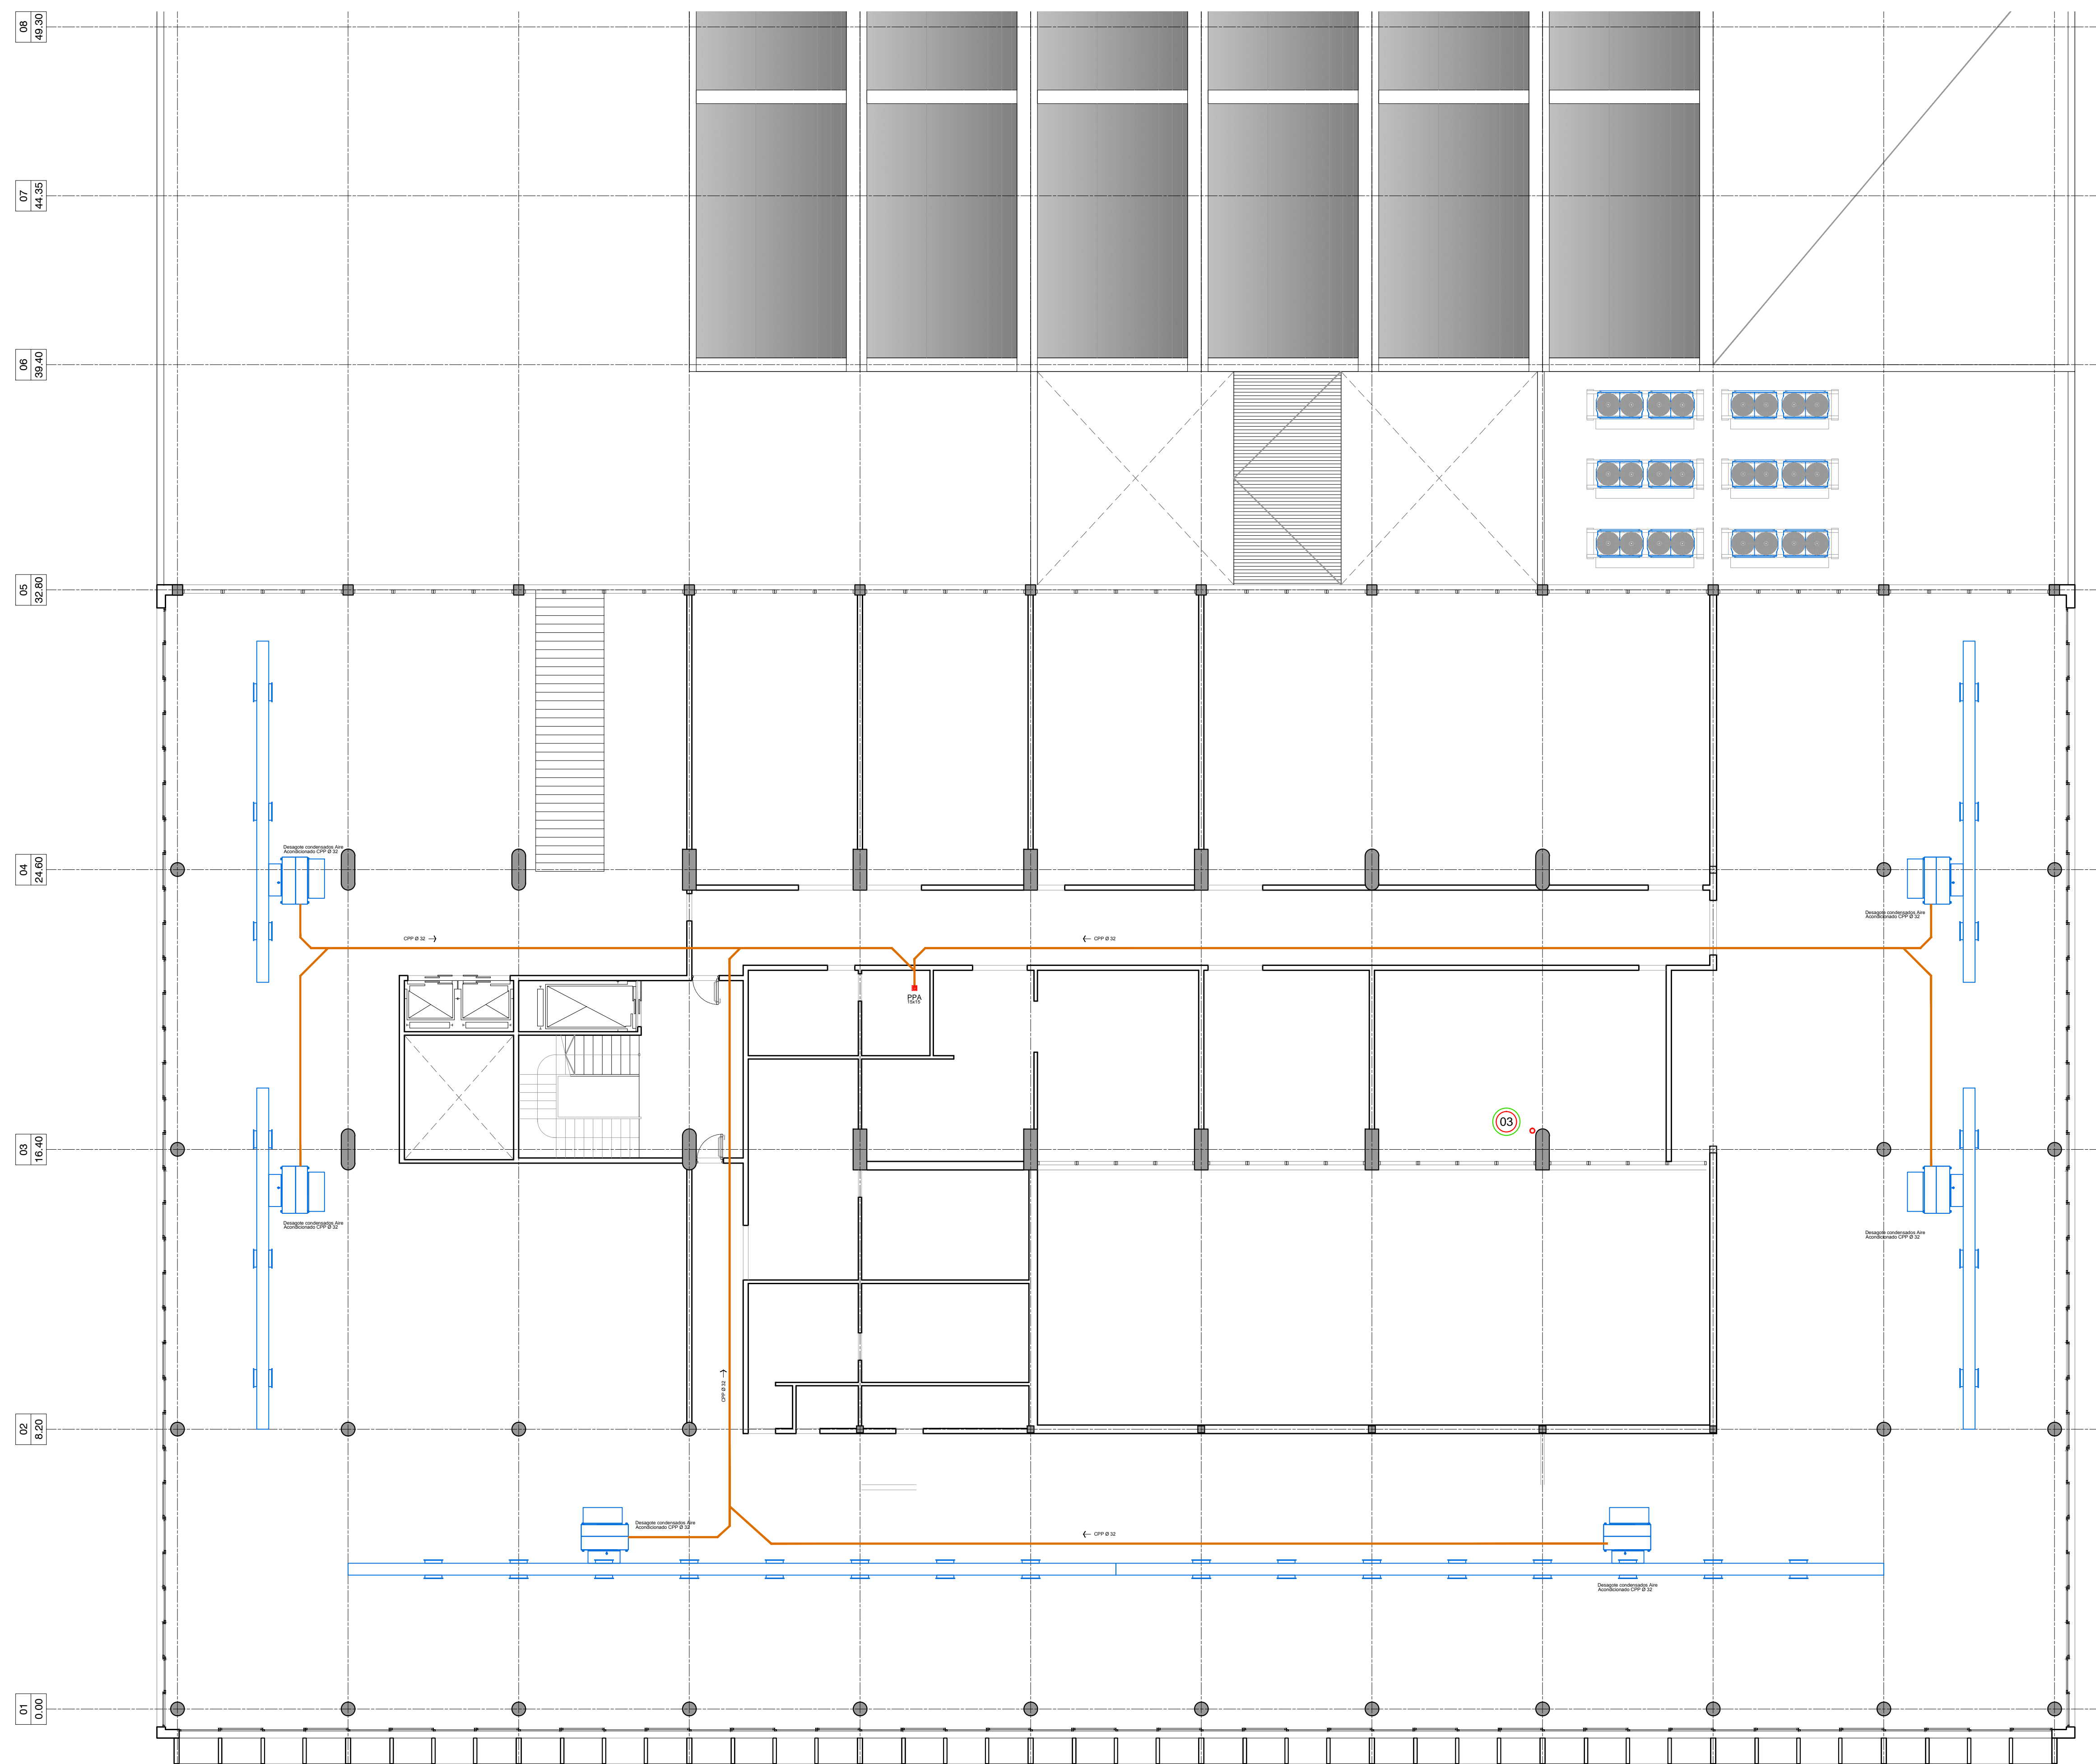 08
49.30
07
44.35
06
39.40
05
32.80
04
24.60
03
16.40
02
8.20
01
0.00
Desagote condensados Aire
Acondicionado CPP Ø 32
Desagote condensados Aire
Acondicionado CPP Ø 32
CPP Ø 32
CPP Ø 32
PPA
15x15
03
Desagote condensados Aire
Acondicionado CPP Ø 32
Desagote condensados Aire
Acondicionado CPP Ø 32
CPP Ø 32
Desagote condensados Aire
Acondicionado CPP Ø 32
CPP Ø 32
Desagote condensados Aire
Acondicionado CPP Ø 32